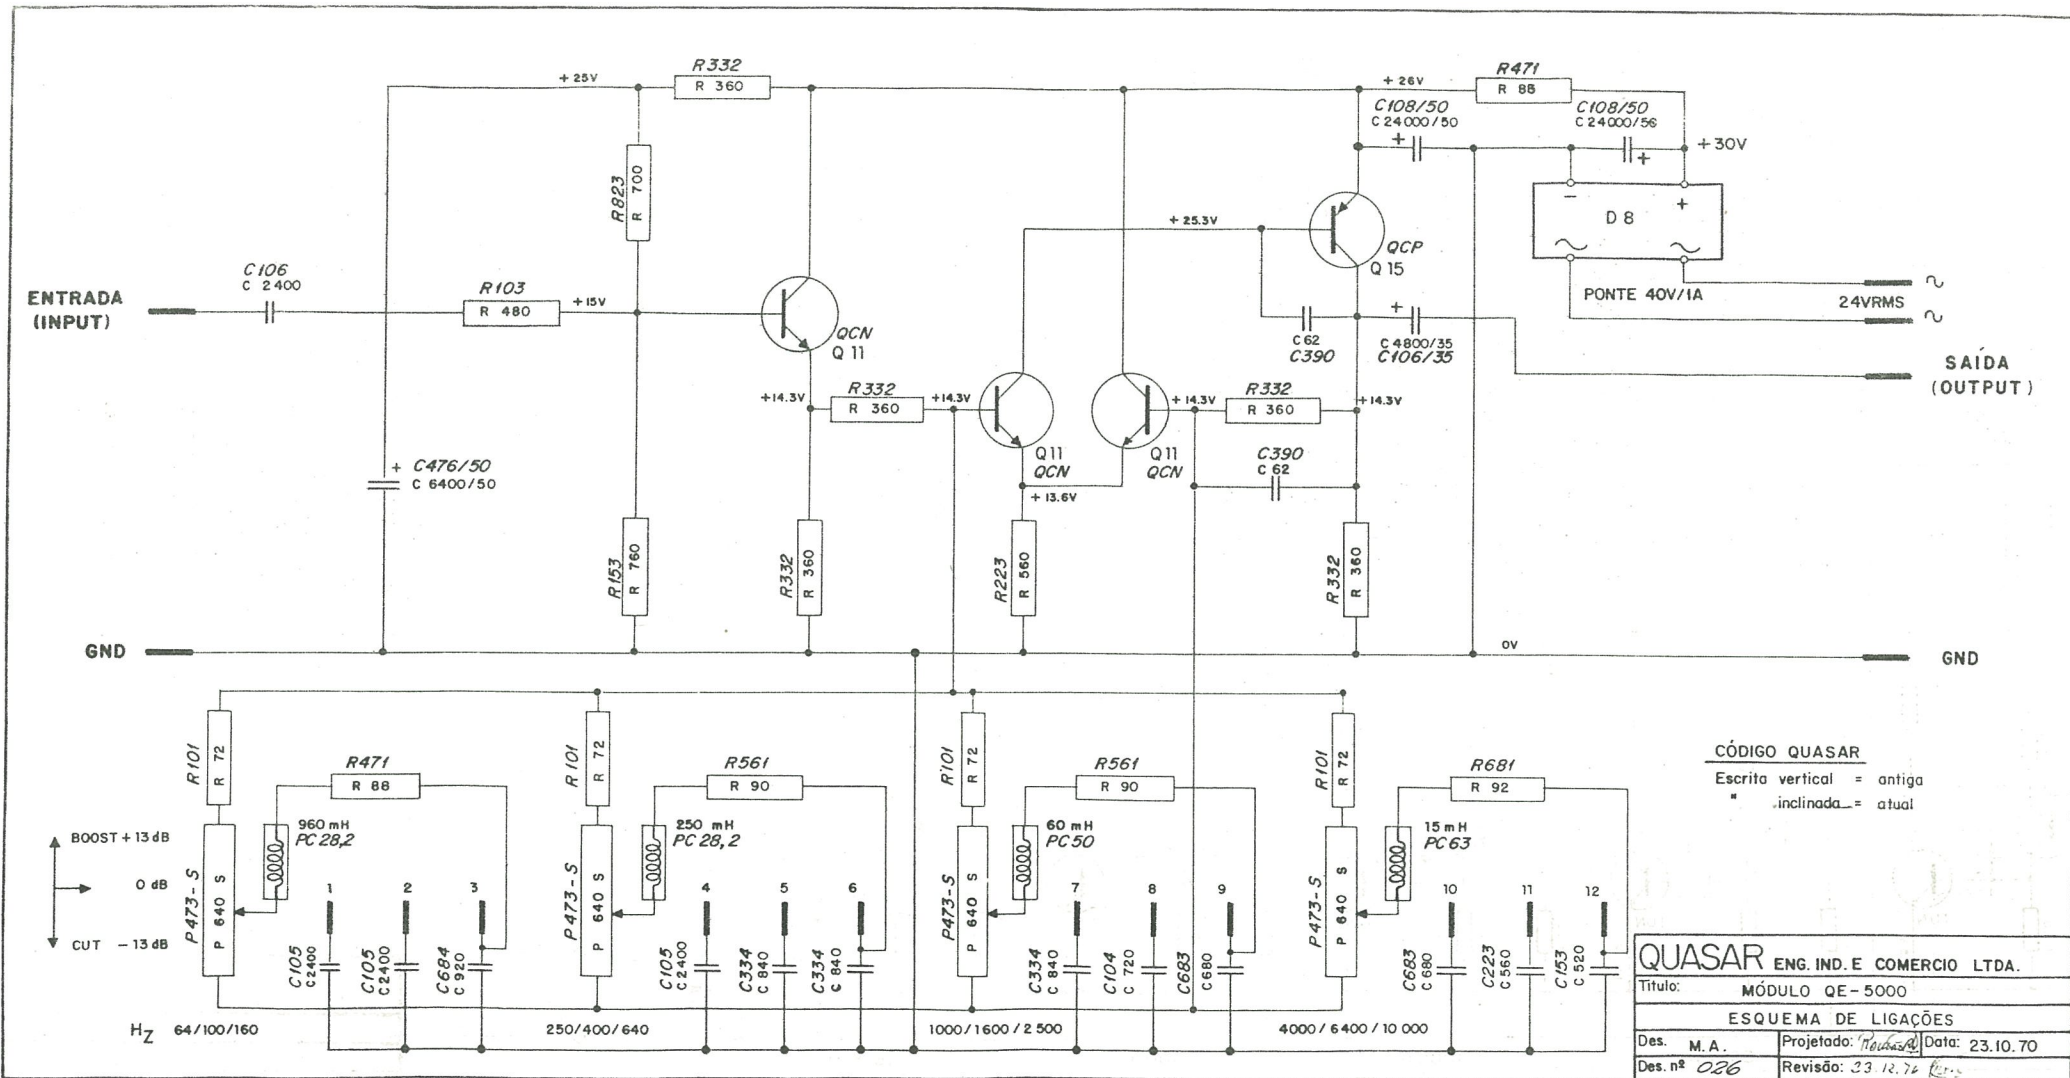 R332
R 360
+ 25V
R471
R 88
+ 26V
C108/50
C 24000/50
C108/50
C 24000/56
+30V
R823
R 700
D 8
PONTE 40V/1A
24VRMS
+ 25.3V
QCP
Q 15
ENTRADA
(INPUT)
C106
C 2400
R103
R 480
+15V
QCN
Q 11
C 62
C390
C 4800/35
C106/35
SAÍDA
(OUTPUT)
+14.3V
R332
R 360
+14.3V
Q11
QCN
Q11
QCN
+ 14.3V
R332
R 360
+14.3V
C390
C 62
+ C476/50
C 6400/50
+ 13.6V
R153
R 760
R332
R 360
R223
R 560
R332
R 360
GND
0V
GND
R101
R 72
R471
R 88
R101
R 72
R561
R 90
R101
R 72
R561
R 90
R101
R 72
R681
R 92
CÓDIGO QUASAR
Escrita vertical = antiga
" inclinada = atual
BOOST + 13 dB
0 dB
CUT - 13 dB
P473-S
P 640 S
960 mH
PC 28,2
1
2
3
C105
C 2400
C105
C 2400
C684
C 920
P473-S
P 640 S
250 mH
PC 28,2
4
5
6
C105
C 2400
C334
C 840
C334
C 840
P473-S
P 640 S
60 mH
PC 50
7
8
9
C334
C 840
C104
C 720
C683
C 680
P473-S
P 640 S
15 mH
PC 63
10
11
12
C683
C 680
C223
C 560
C153
C 520
HZ 64/100/160
250/400/640
1000/1600/2500
4000/6400/10 000
QUASAR ENG. IND. E COMERCIO LTDA.
Titulo: MÓDULO QE-5000
ESQUEMA DE LIGAÇÕES
Des. M.A.
Projetado:
Data: 23.10.70
Des. nº 026
Revisão: 23.12.74